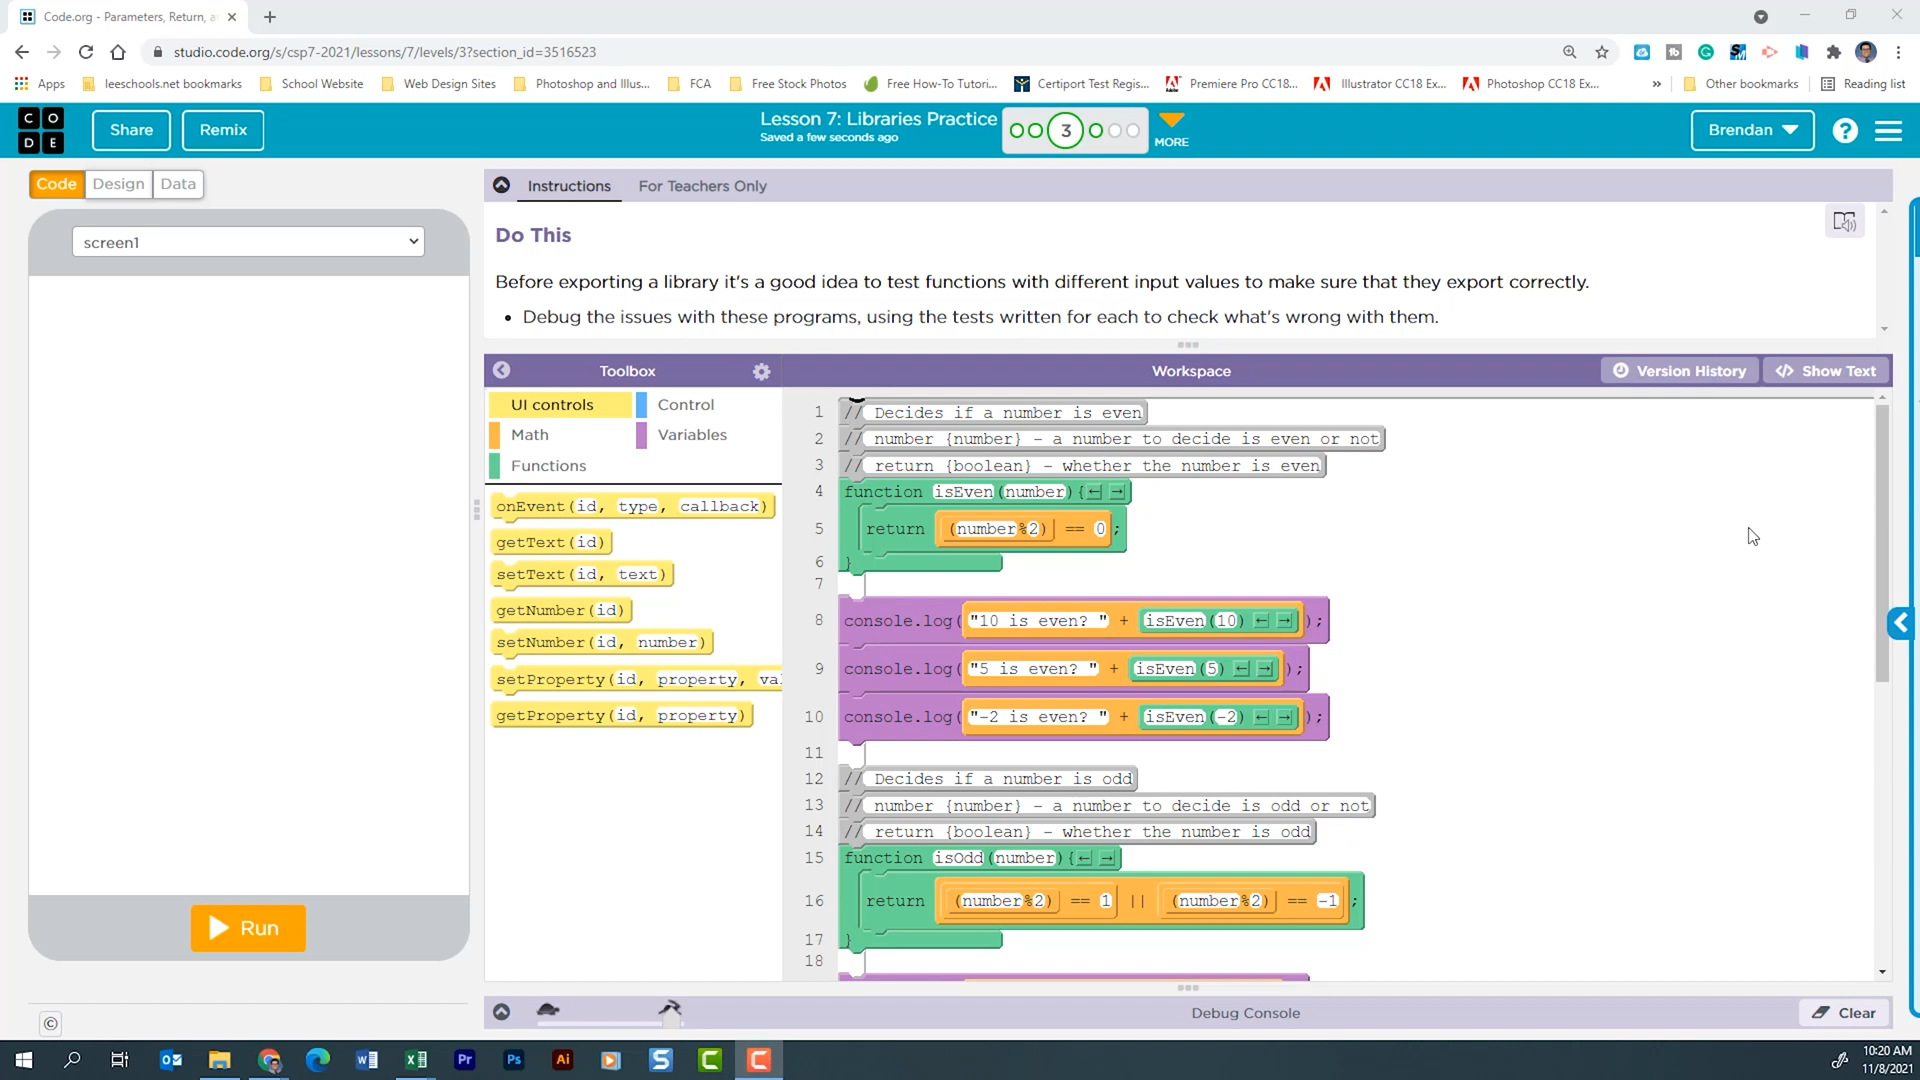 Code.org - Parameters, Return, a
studio.code.org/s/csp7-2021/lessons/7/levels/3?section_id=3516523
Apps leeschools.net bookmarks School Website Web Design Sites Photoshop and Illus... FCA Free Stock Photos Free How-To Tutori... Certiport Test Regis... Premiere Pro CC18... Illustrator CC18 Ex... Photoshop CC18 Ex... » Other bookmarks Reading list
CODE Share Remix Lesson 7: Libraries Practice 3 MORE Brendan ?
Saved a few seconds ago
Code Design Data
Instructions For Teachers Only
screen1
Do This
Before exporting a library it's a good idea to test functions with different input values to make sure that they export correctly.
• Debug the issues with these programs, using the tests written for each to check what's wrong with them.
Toolbox Workspace Version History </> Show Text
UI controls Control
Math Variables
Functions
onEvent(id, type, callback)
getText(id)
setText(id, text)
getNumber(id)
setNumber(id, number)
setProperty(id, property, val
getProperty(id, property)
1 // Decides if a number is even
2 // number {number} - a number to decide is even or not
3 // return {boolean} - whether the number is even
4 function isEven(number){ ← →
5 return (number%2) == 0;
6 }
7
8 console.log("10 is even? " + isEven(10) ← → );
9 console.log("5 is even? " + isEven(5) ← → );
10 console.log("-2 is even? " + isEven(-2) ← → );
11
12 // Decides if a number is odd
13 // number {number} - a number to decide is odd or not
14 // return {boolean} - whether the number is odd
15 function isOdd(number){ ← →
16 return (number%2) == 1 || (number%2) == -1;
17 }
18
Run
Debug Console Clear
©
W X Pr Ps Ai S C C
10:20 AM
11/8/2021